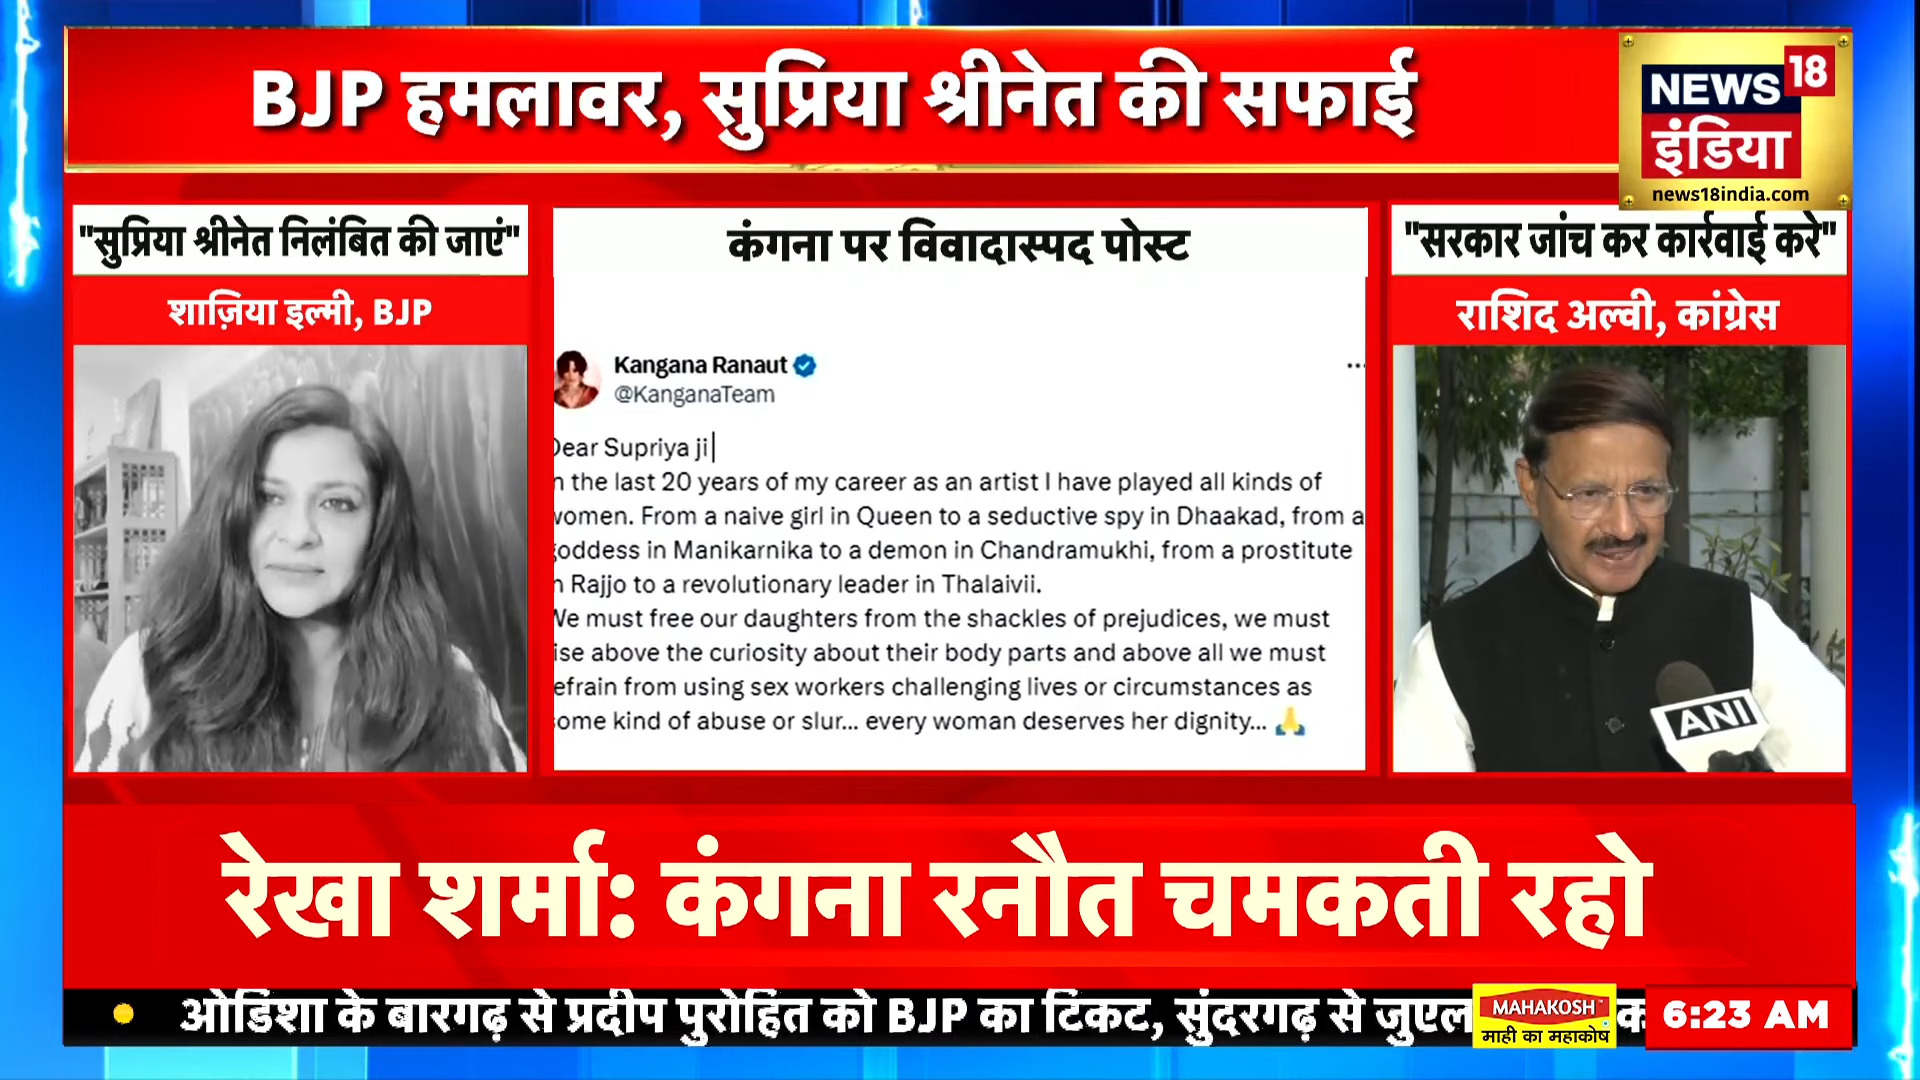 BJP हमलावर, सुप्रिया श्रीनेत की सफाई
NEWS 18
इंडिया
news18india.com
"सुप्रिया श्रीनेत निलंबित की जाएं"
शाज़िया इल्मी, BJP
कंगना पर विवादास्पद पोस्ट
Kangana Ranaut
@KanganaTeam
Dear Supriya ji
n the last 20 years of my career as an artist I have played all kinds of
women. From a naive girl in Queen to a seductive spy in Dhaakad, from a
goddess in Manikarnika to a demon in Chandramukhi, from a prostitute
n Rajjo to a revolutionary leader in Thalaivii.
We must free our daughters from the shackles of prejudices, we must
ise above the curiosity about their body parts and above all we must
efrain from using sex workers challenging lives or circumstances as
some kind of abuse or slur... every woman deserves her dignity... 🙏
"सरकार जांच कर कार्रवाई करे"
राशिद अल्वी, कांग्रेस
ANI
रेखा शर्मा: कंगना रनौत चमकती रहो
ओडिशा के बारगढ़ से प्रदीप पुरोहित को BJP का टिकट, सुंदरगढ़ से जुएल
MAHAKOSH
माही का महाकोष
क
6:23 AM